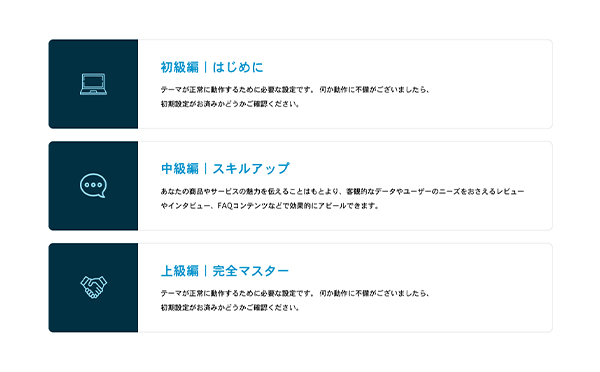 初級編｜はじめに
テーマが正常に動作するために必要な設定です。 何か動作に不備がございましたら、
初期設定がお済みかどうかご確認ください。
中級編｜スキルアップ
あなたの商品やサービスの魅力を伝えることはもとより、客観的なデータやユーザーのニーズをおさえるレビュー
やインタビュー、FAQコンテンツなどで効果的にアピールできます。
上級編｜完全マスター
テーマが正常に動作するために必要な設定です。 何か動作に不備がございましたら、
初期設定がお済みかどうかご確認ください。